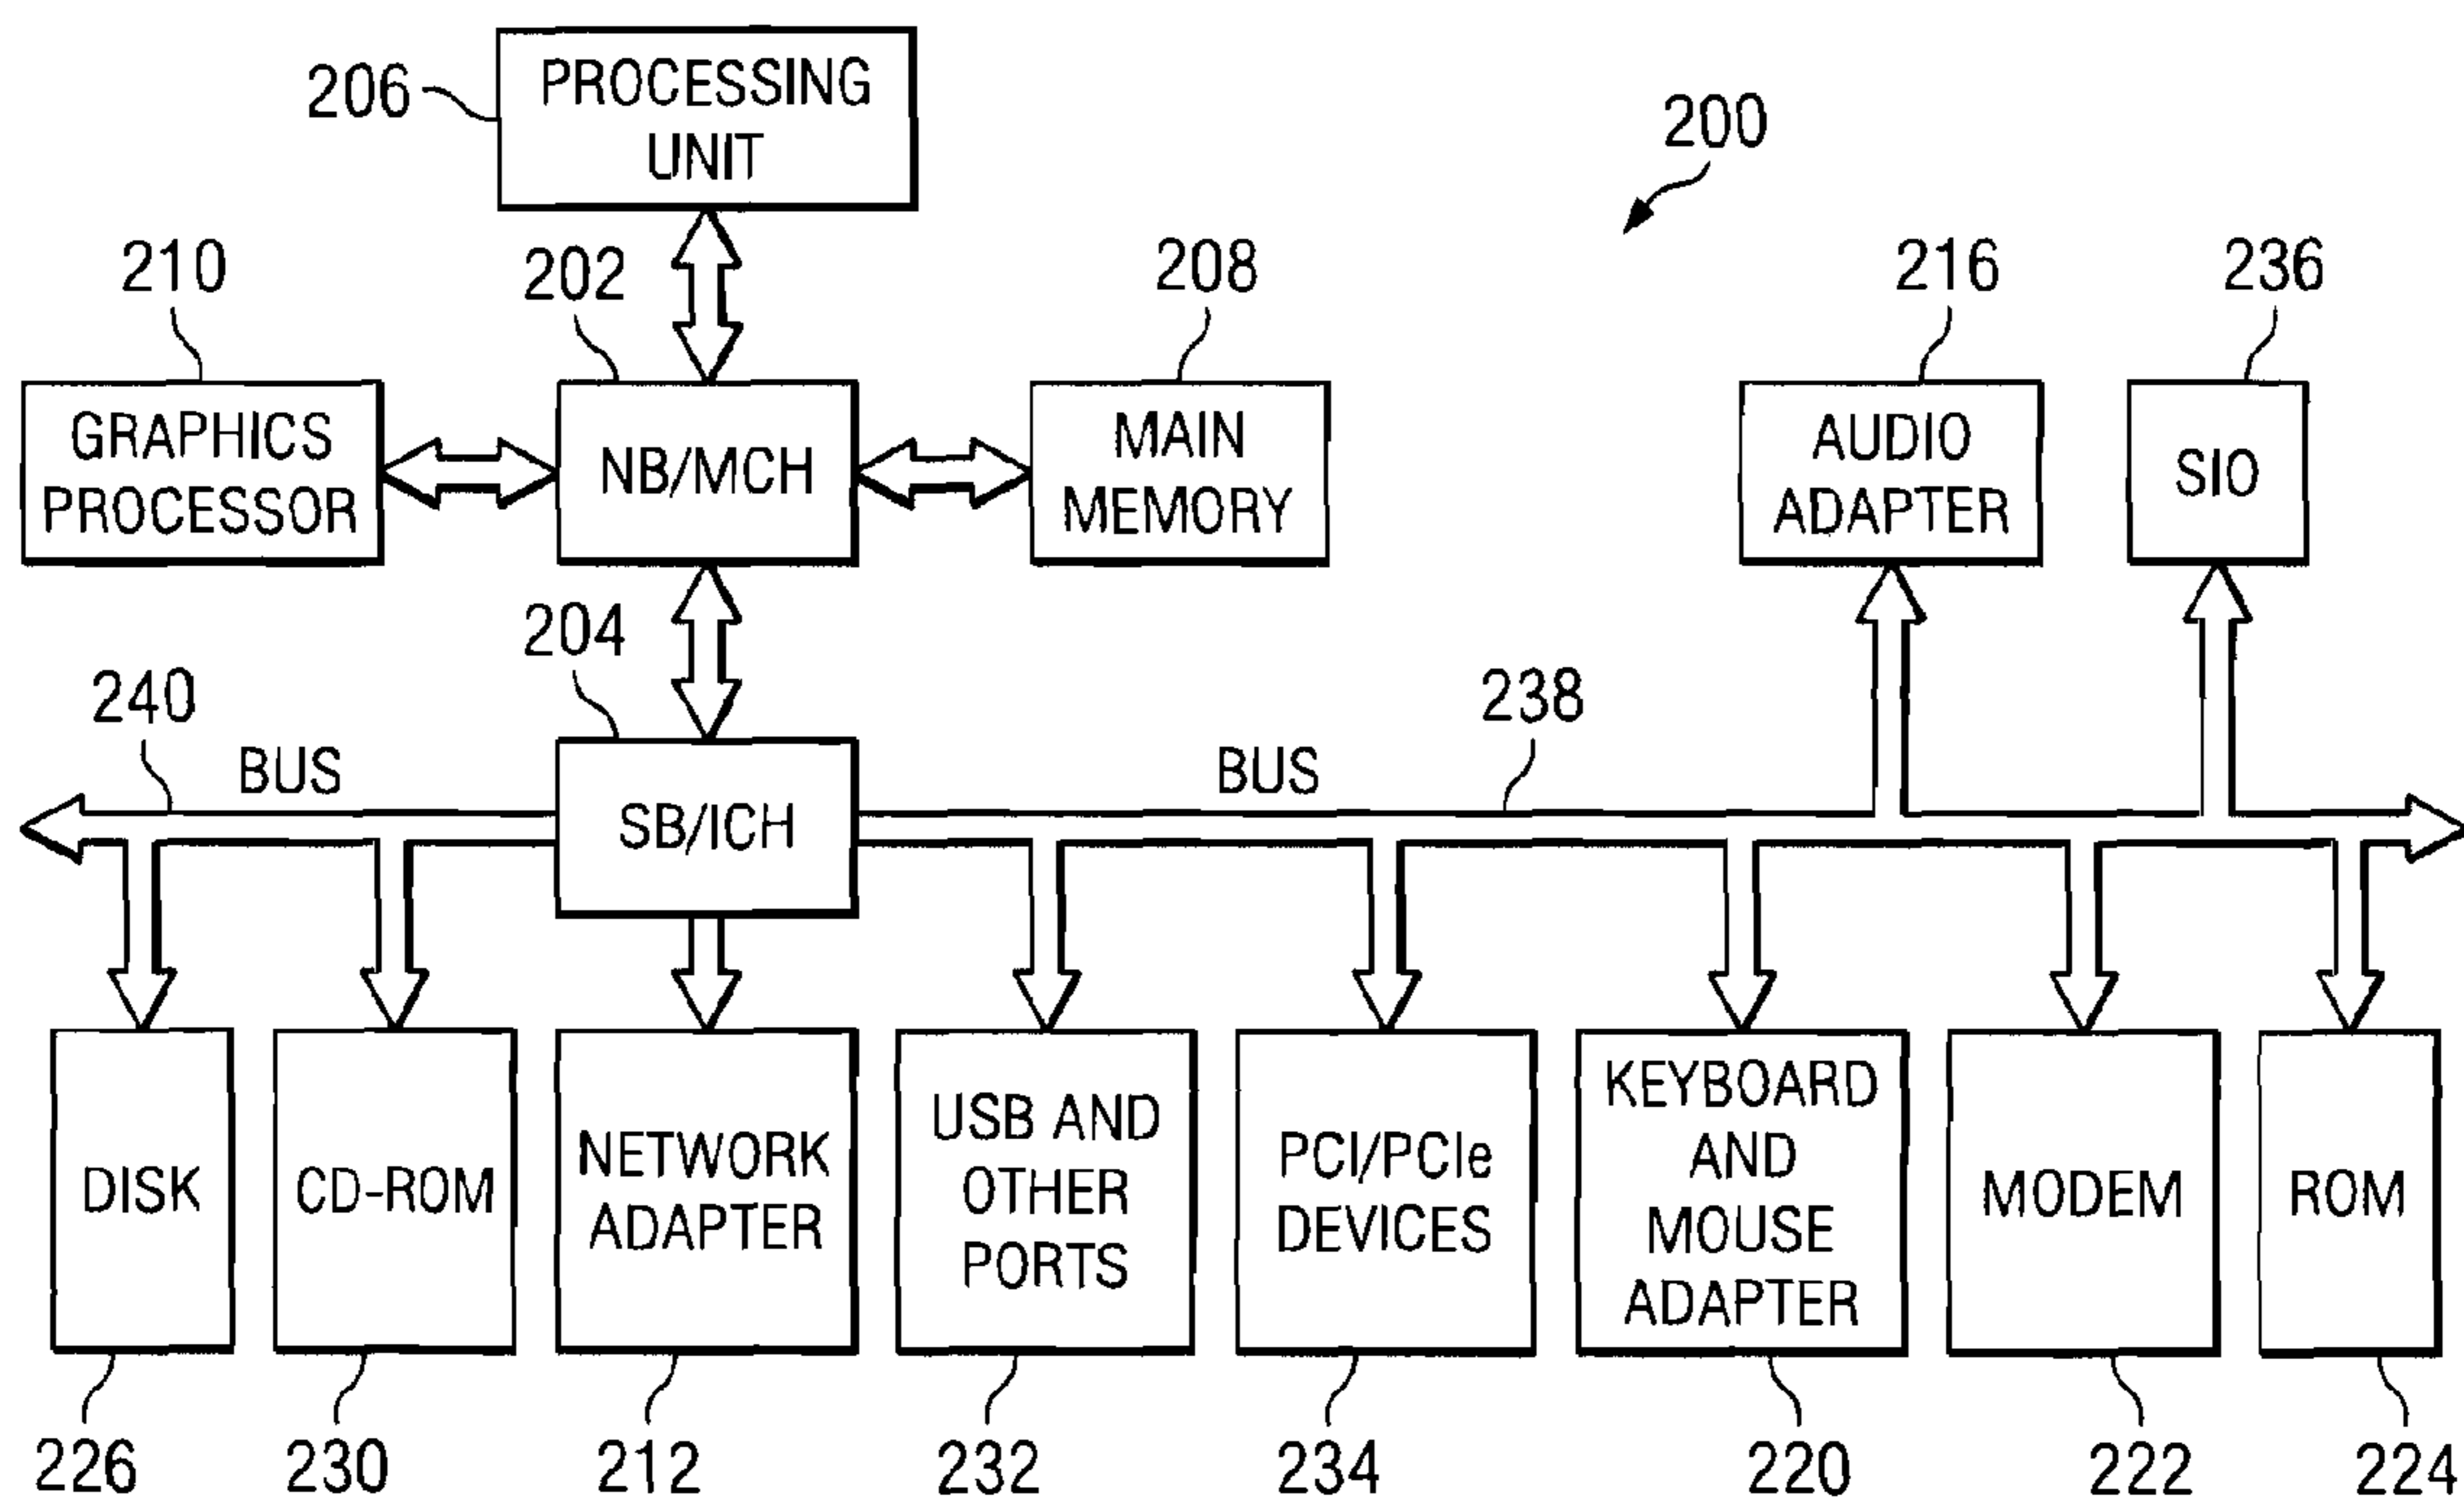 206
PROCESSING
UNIT
200
210
202
208
216
236
GRAPHICS
PROCESSOR
NB/MCH
MAIN
MEMORY
AUDIO
ADAPTER
SIO
204
240
BUS
238
BUS
SB/ICH
DISK
CD-ROM
NETWORK
ADAPTER
USB AND
OTHER
PORTS
PCI/PCIe
DEVICES
KEYBOARD
AND
MOUSE
ADAPTER
MODEM
ROM
226
230
212
232
234
220
222
224